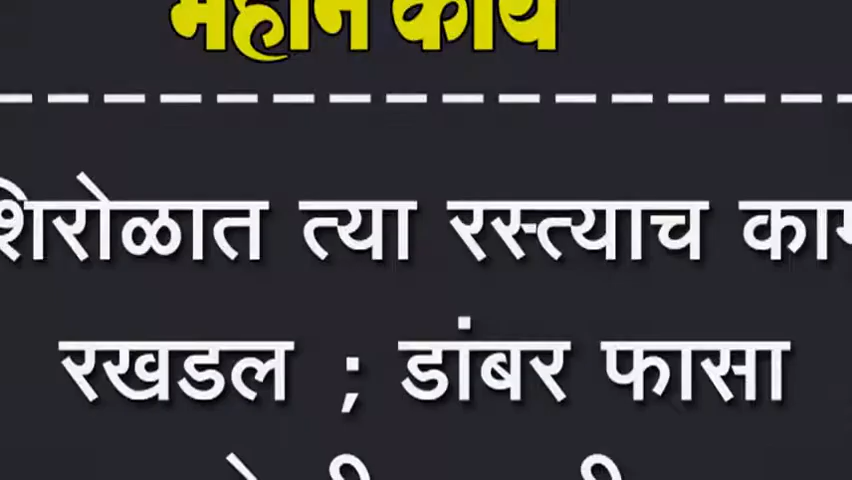 महान कार्य
शिरोळात त्या रस्त्याच काम
रखडल ; डांबर फासा